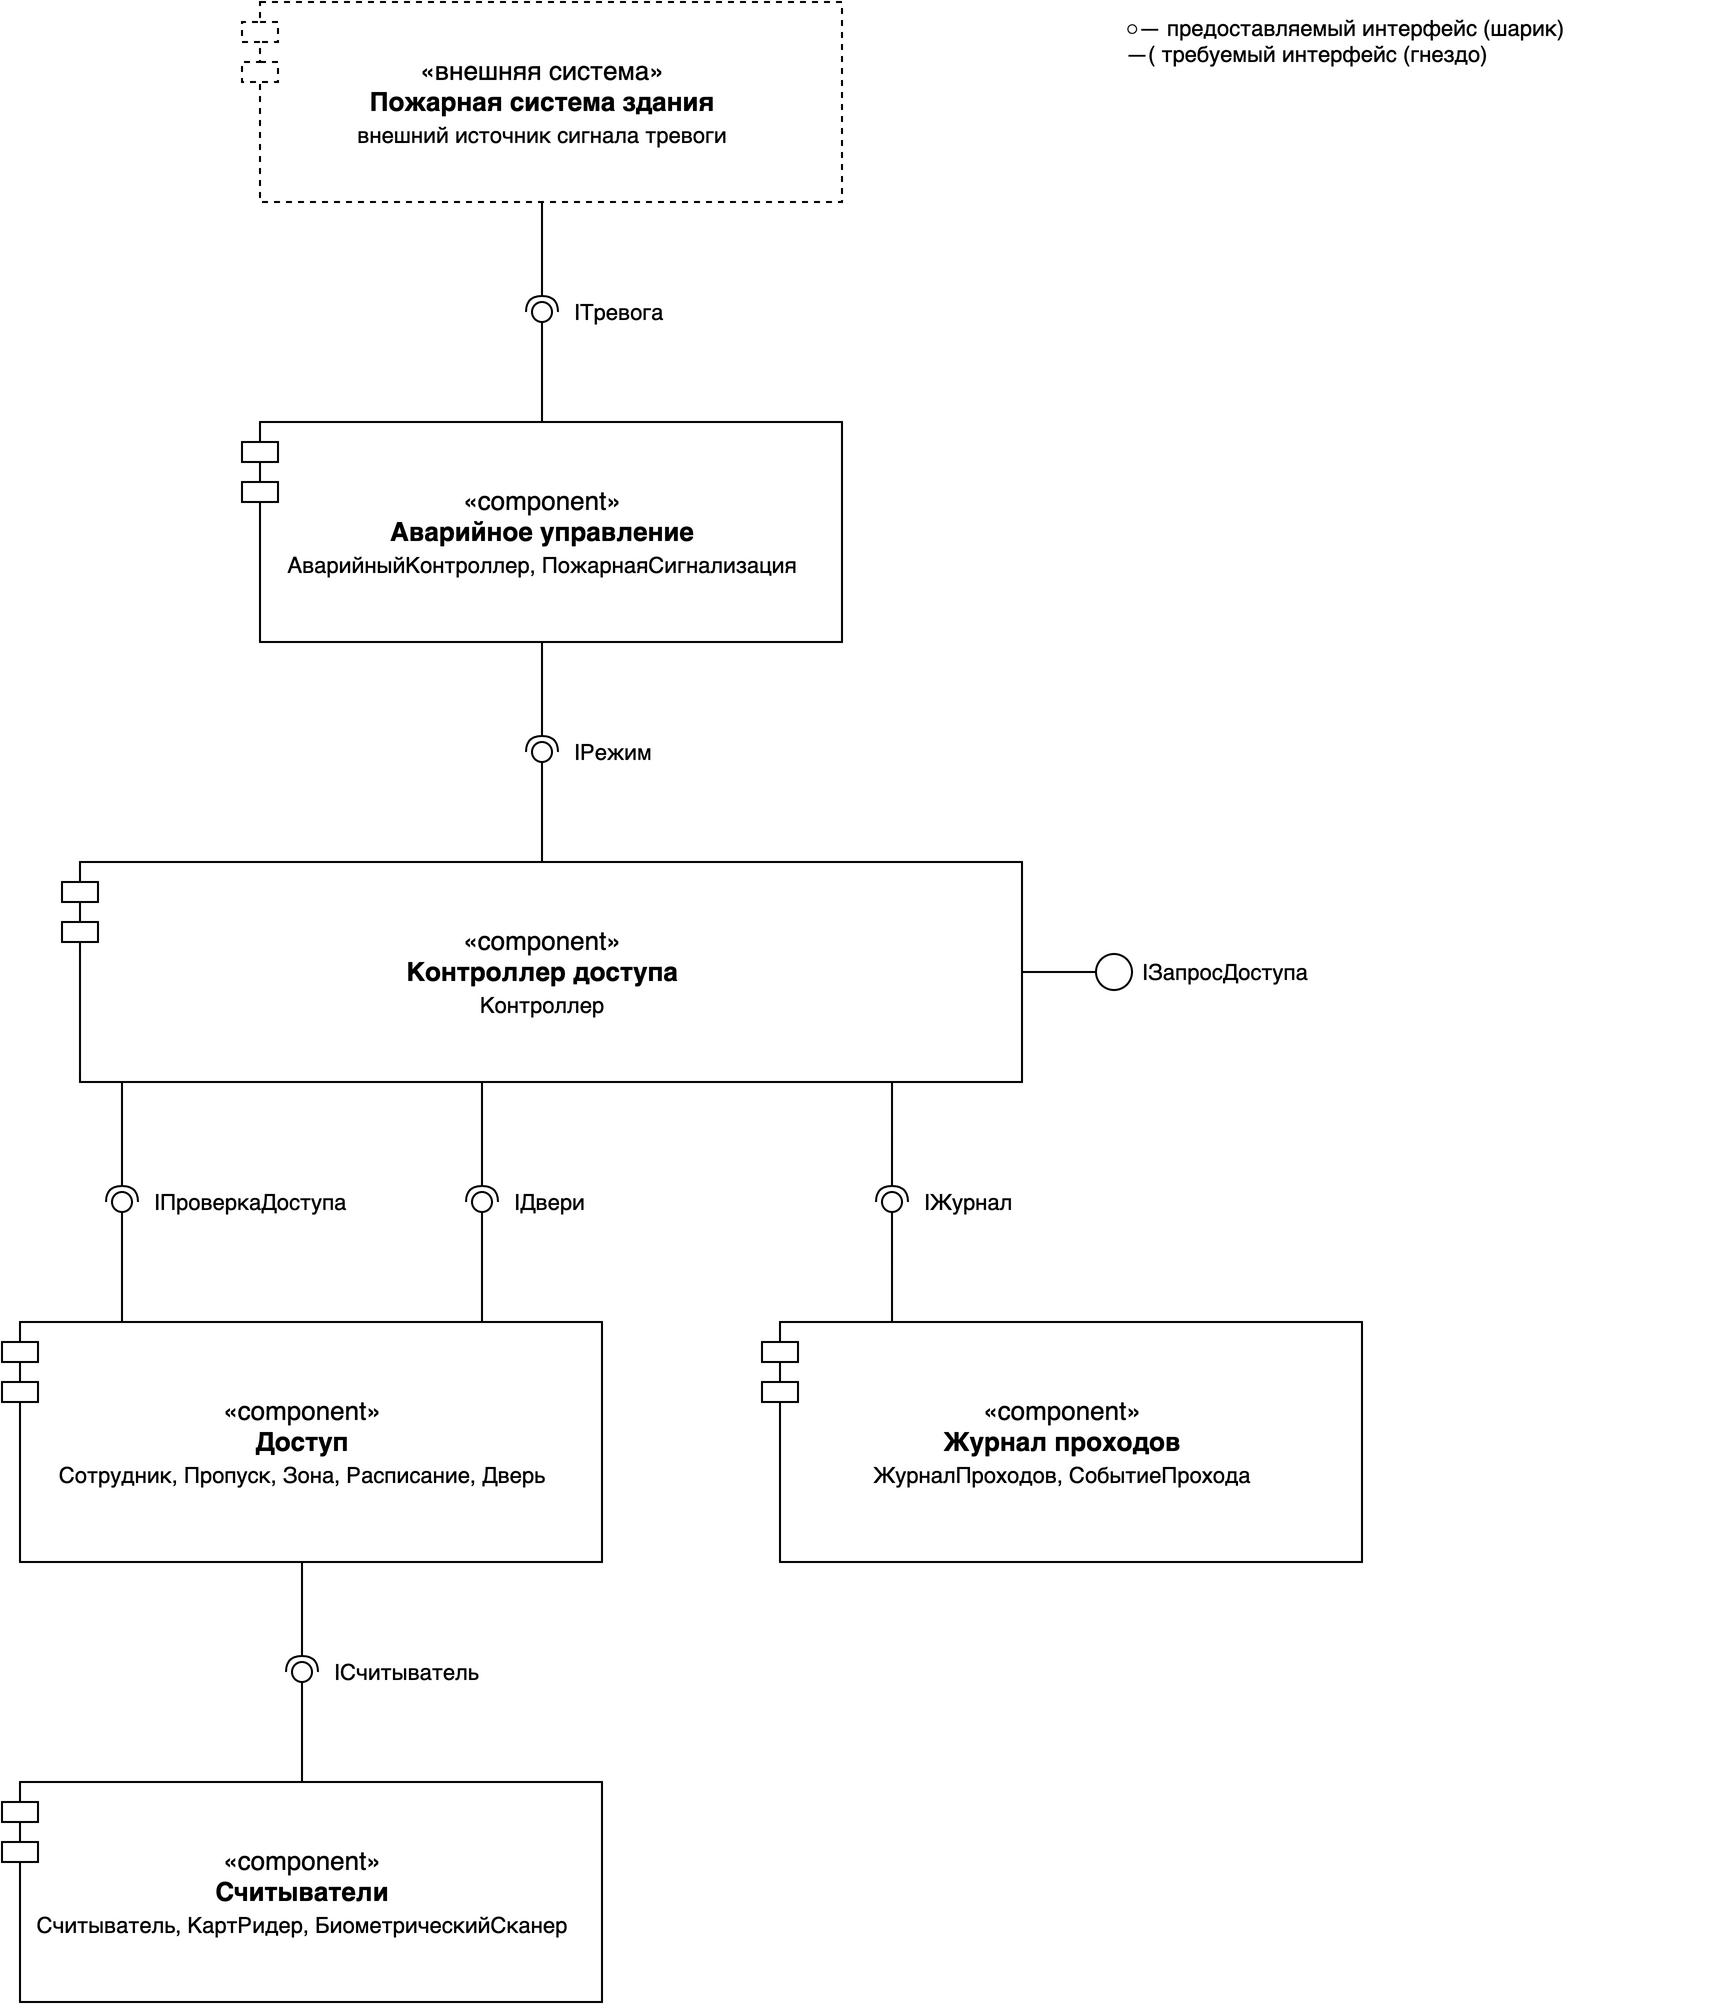 ○— предоставляемый интерфейс (шарик)
—( требуемый интерфейс (гнездо)
«внешняя система»
Пожарная система здания
внешний источник сигнала тревоги
IТревога
«component»
Аварийное управление
АварийныйКонтроллер, ПожарнаяСигнализация
IРежим
«component»
Контроллер доступа
Контроллер
IЗапросДоступа
IПроверкаДоступа
IДвери
IЖурнал
«component»
Доступ
Сотрудник, Пропуск, Зона, Расписание, Дверь
«component»
Журнал проходов
ЖурналПроходов, СобытиеПрохода
IСчитыватель
«component»
Считыватели
Считыватель, КартРидер, БиометрическийСканер